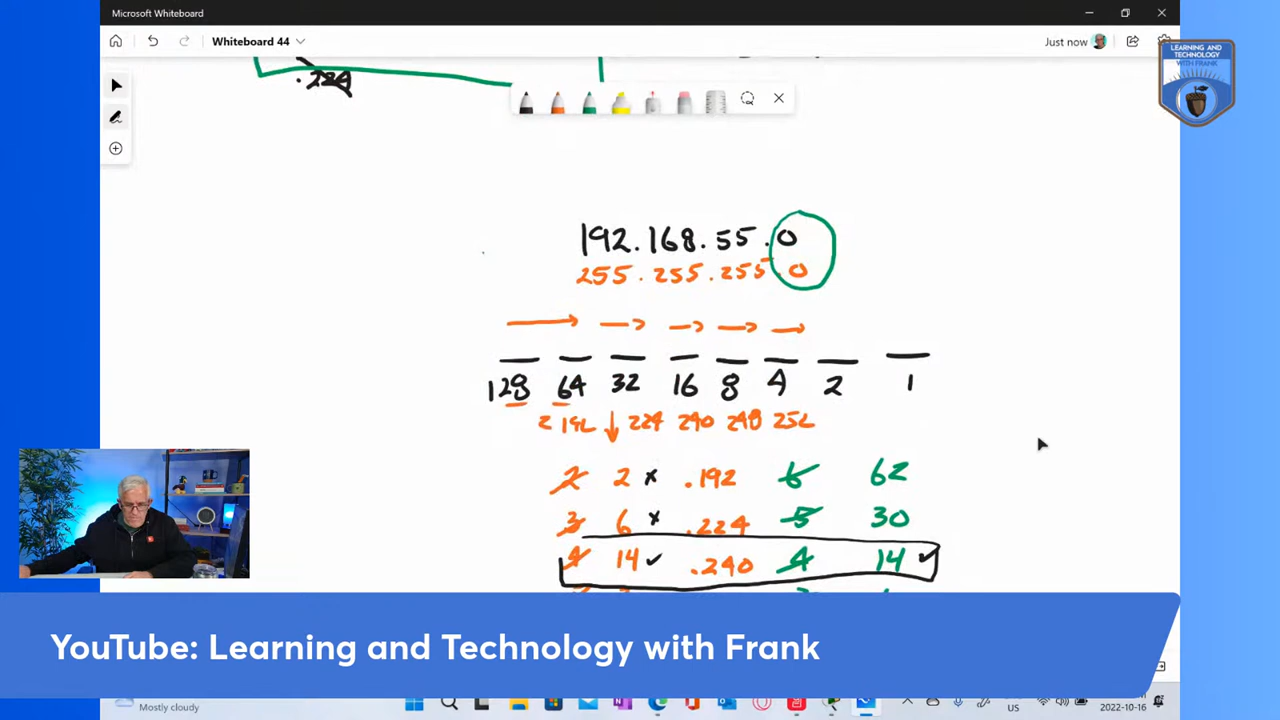 Microsoft Whiteboard
Whiteboard 44
Just now
LEARNING AND
TECHNOLOGY
WITH FRANK
.224
192.168.55.0
255.255.255.0
128 64 32 16 8 4 2 1
192 224 240 248 252
2 2 x .192 6 62
3 6 x .224 5 30
4 14 ✓ .240 4 14 ✓
YouTube: Learning and Technology with Frank
Mostly cloudy
US
2022-10-16